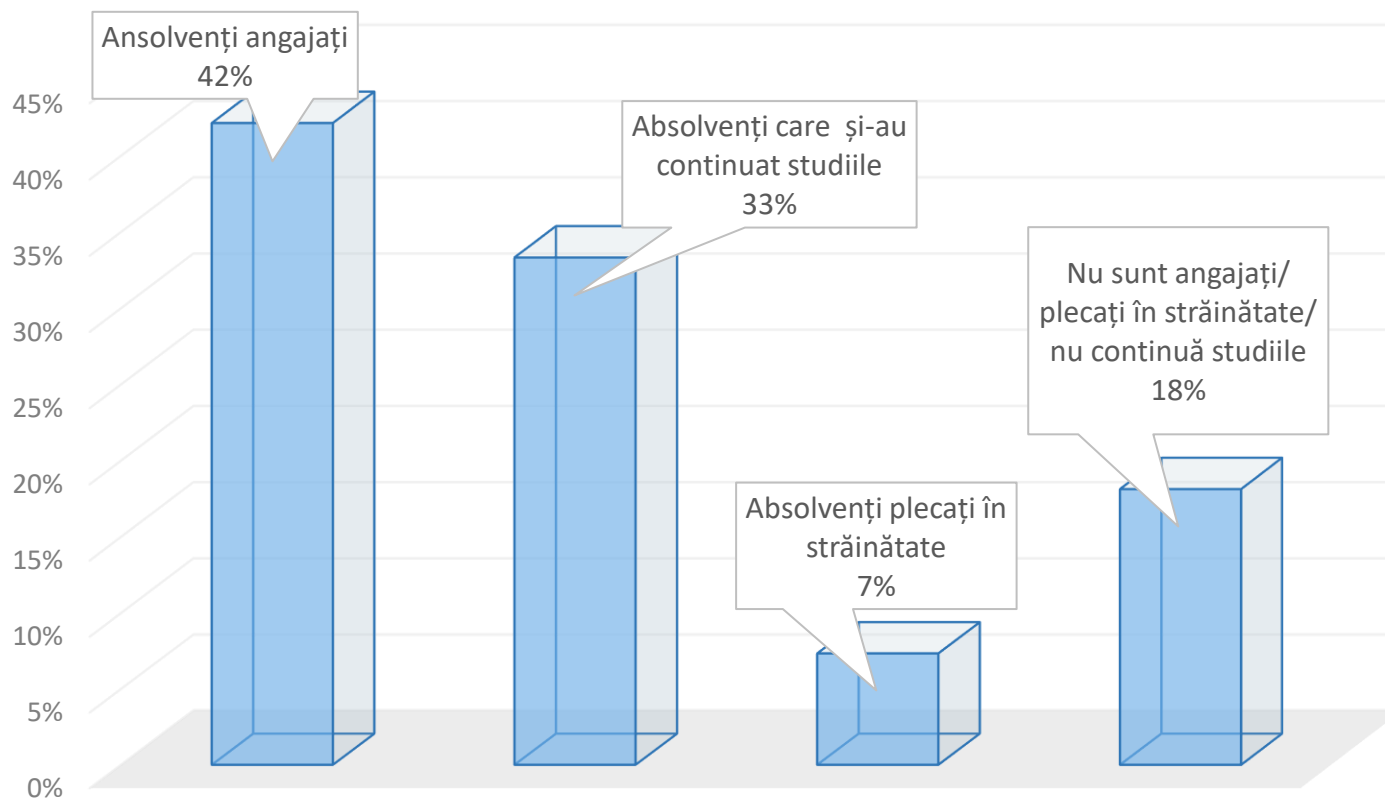 Ansolvenți angajați
42%
Absolvenți care  și-au
continuat studiile
33%
Absolvenți plecați în
străinătate
7%
Nu sunt angajați/
plecați în străinătate/
nu continuă studiile
18%
45%
40%
35%
30%
25%
20%
15%
10%
5%
0%